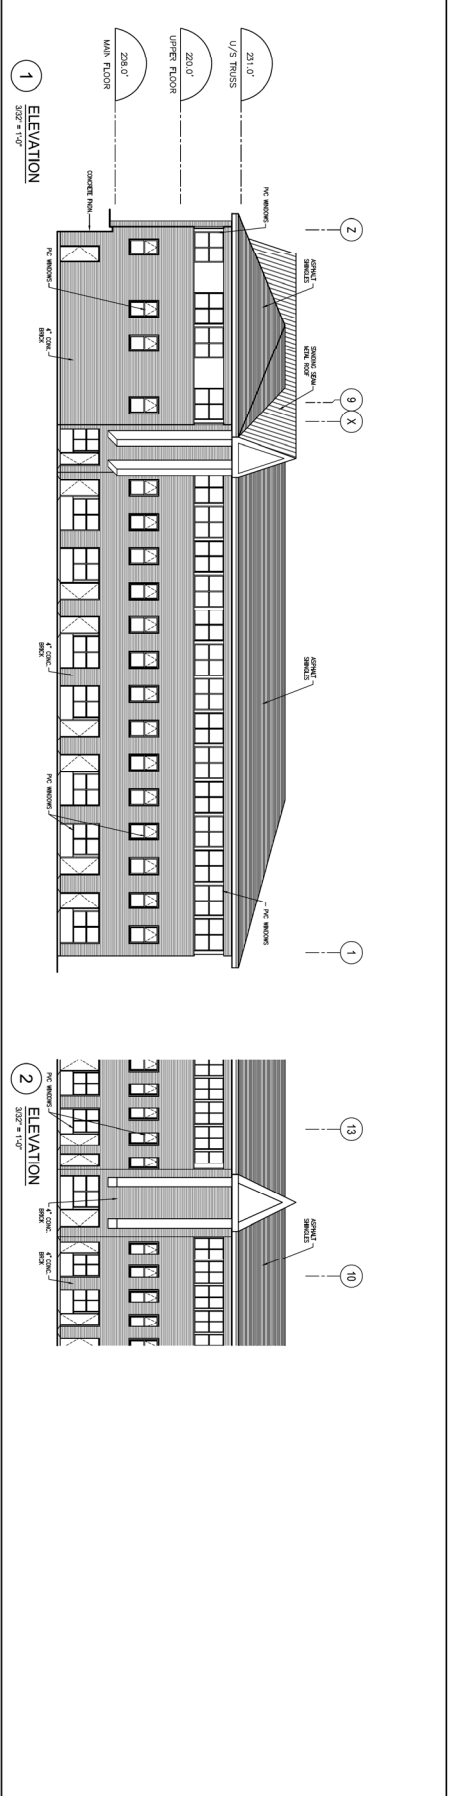 Z
9
X
1
13
10
ASPHALT
SHINGLES
STANDING SEAM
METAL ROOF
ASPHALT
SHINGLES
ASPHALT
SHINGLES
231.0'
U/S TRUSS
PVC WINDOWS
PVC WINDOWS
220.0'
UPPER FLOOR
208.0'
MAIN FLOOR
CONCRETE FNDN.
PVC WINDOWS
4" CONC.
BRICK
4" CONC.
BRICK
PVC WINDOWS
PVC WINDOWS
4" CONC.
BRICK
4" CONC.
BRICK
1
ELEVATION
3/32" = 1'-0"
2
ELEVATION
3/32" = 1'-0"